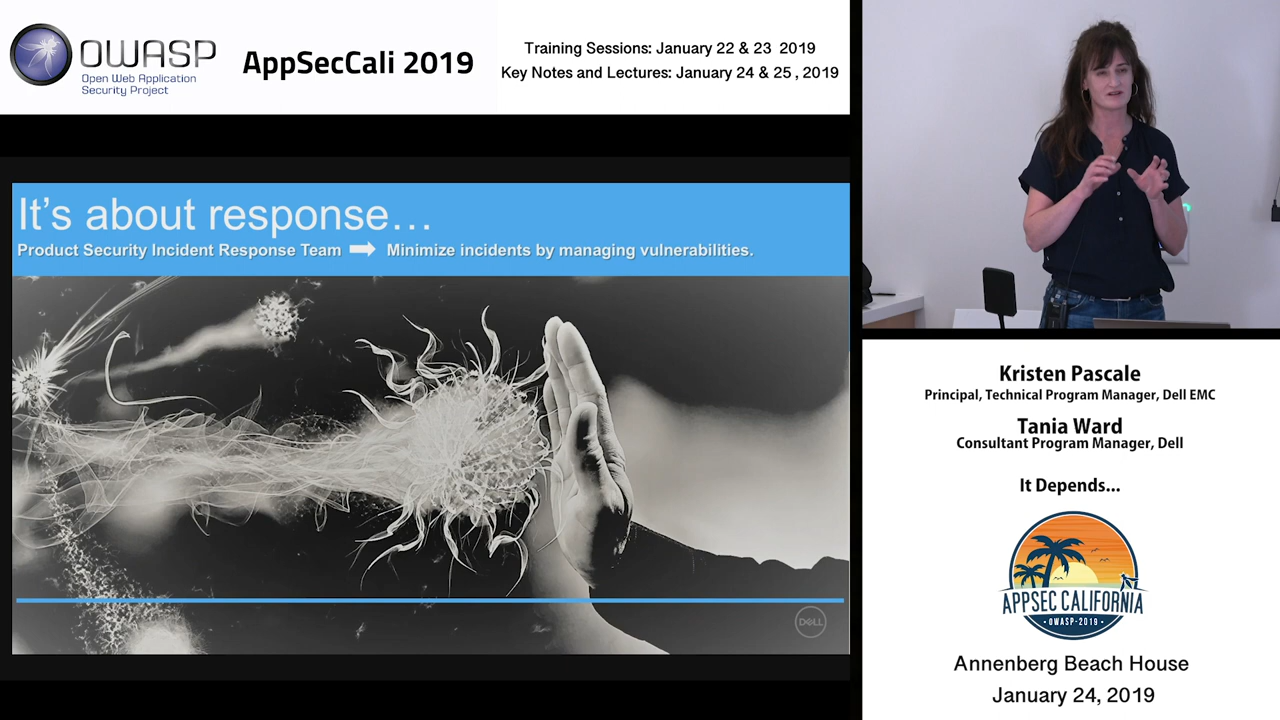 OWASP
Open Web Application
Security Project
AppSecCali 2019
Training Sessions: January 22 & 23 2019
Key Notes and Lectures: January 24 & 25 , 2019
It's about response…
Product Security Incident Response Team ➡ Minimize incidents by managing vulnerabilities.
DELL
Kristen Pascale
Principal, Technical Program Manager, Dell EMC
Tania Ward
Consultant Program Manager, Dell
It Depends...
APPSEC CALIFORNIA
• OWASP-2019 •
Annenberg Beach House
January 24, 2019